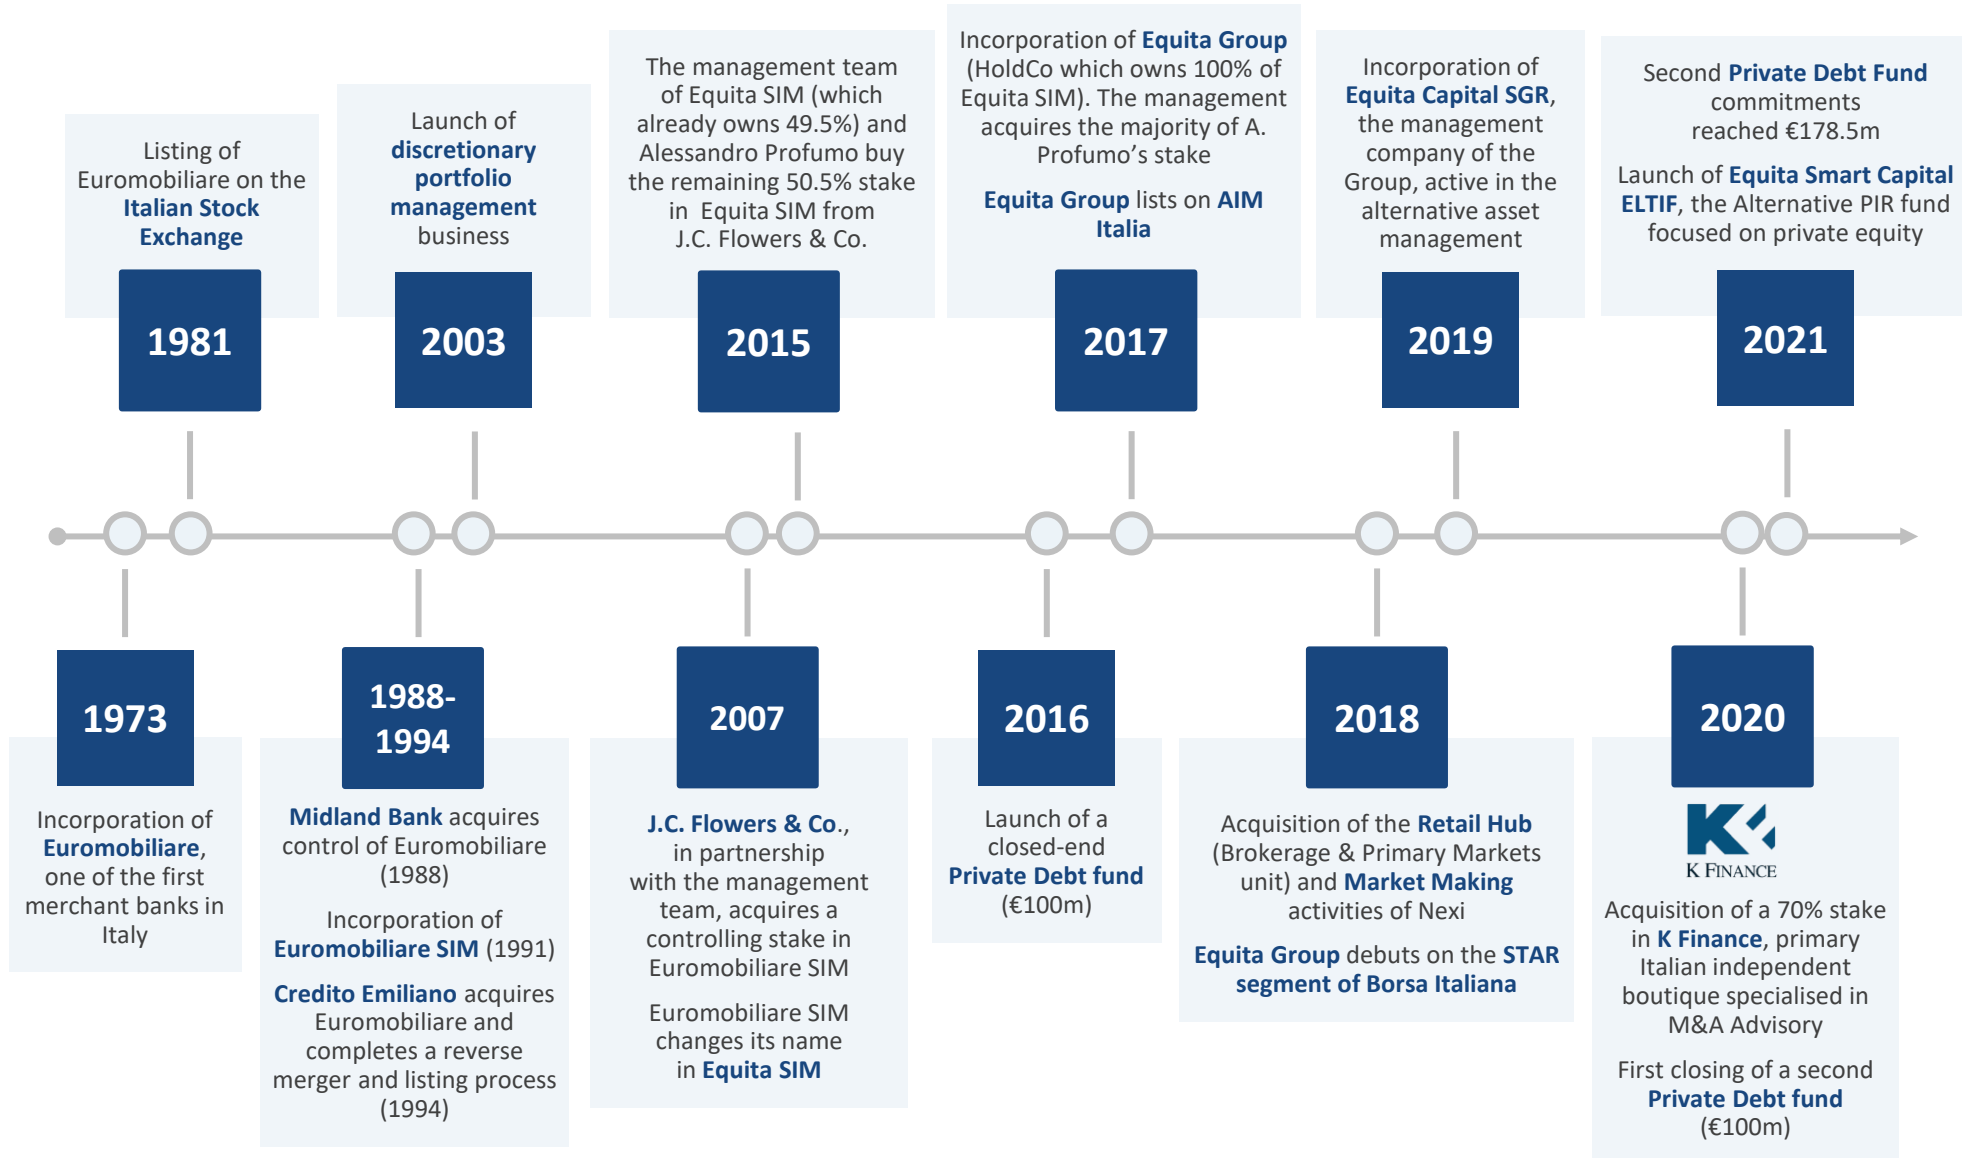 Listing of
Euromobiliare on the
Italian Stock
Exchange
1981
Launch of
discretionary
portfolio
management
business
2003
The management team
of Equita SIM (which
already owns 49.5%) and
Alessandro Profumo buy
the remaining 50.5% stake
in Equita SIM from
J.C. Flowers & Co.
2015
Incorporation of Equita Group
(HoldCo which owns 100% of
Equita SIM). The management
acquires the majority of A.
Profumo's stake
Equita Group lists on AIM
Italia
2017
Incorporation of
Equita Capital SGR,
the management
company of the
Group, active in the
alternative asset
management
2019
Second Private Debt Fund
commitments
reached €178.5m
Launch of Equita Smart Capital
ELTIF, the Alternative PIR fund
focused on private equity
2021
1973
Incorporation of
Euromobiliare,
one of the first
merchant banks in
Italy
1988-
1994
Midland Bank acquires
control of Euromobiliare
(1988)
Incorporation of
Euromobiliare SIM (1991)
Credito Emiliano acquires
Euromobiliare and
completes a reverse
merger and listing process
(1994)
2007
J.C. Flowers & Co.,
in partnership
with the management
team, acquires a
controlling stake in
Euromobiliare SIM
Euromobiliare SIM
changes its name
in Equita SIM
2016
Launch of a
closed-end
Private Debt fund
(€100m)
2018
Acquisition of the Retail Hub
(Brokerage & Primary Markets
unit) and Market Making
activities of Nexi
Equita Group debuts on the STAR
segment of Borsa Italiana
2020
K FINANCE
Acquisition of a 70% stake
in K Finance, primary
Italian independent
boutique specialised in
M&A Advisory
First closing of a second
Private Debt fund
(€100m)